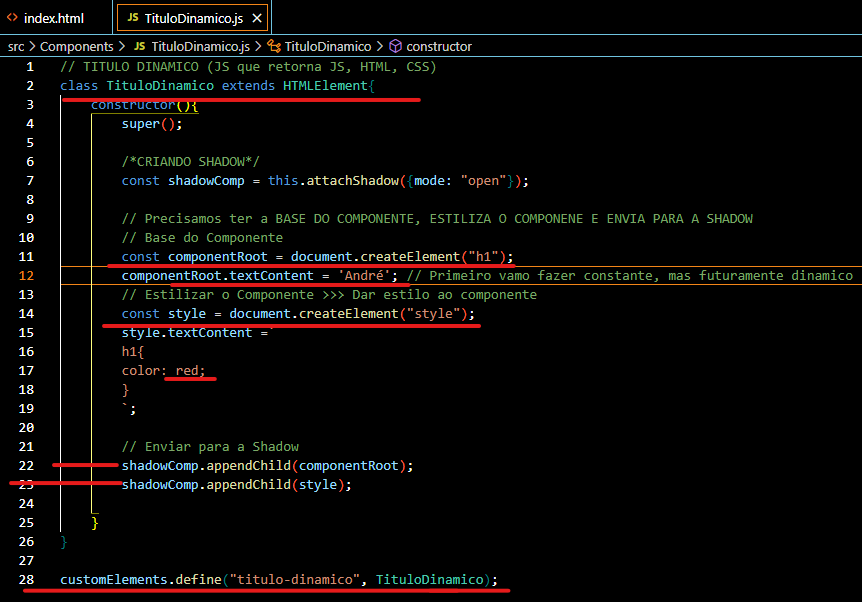 index.html JS TituloDinamico.js
src > Components > JS TituloDinamico.js > TituloDinamico > constructor
1 // TITULO DINAMICO (JS que retorna JS, HTML, CSS)
2 class TituloDinamico extends HTMLElement{
3 constructor(){
4 super();
5
6 /*CRIANDO SHADOW*/
7 const shadowComp = this.attachShadow({mode: "open"});
8
9 // Precisamos ter a BASE DO COMPONENTE, ESTILIZA O COMPONENE E ENVIA PARA A SHADOW
10 // Base do Componente
11 const componentRoot = document.createElement("h1");
12 componentRoot.textContent = 'André'; // Primeiro vamo fazer constante, mas futuramente dinamico
13 // Estilizar o Componente >>> Dar estilo ao componente
14 const style = document.createElement("style");
15 style.textContent =`
16 h1{
17 color: red;
18 }
19 `;
20
21 // Enviar para a Shadow
22 shadowComp.appendChild(componentRoot);
23 shadowComp.appendChild(style);
24
25 }
26 }
27
28 customElements.define("titulo-dinamico", TituloDinamico);